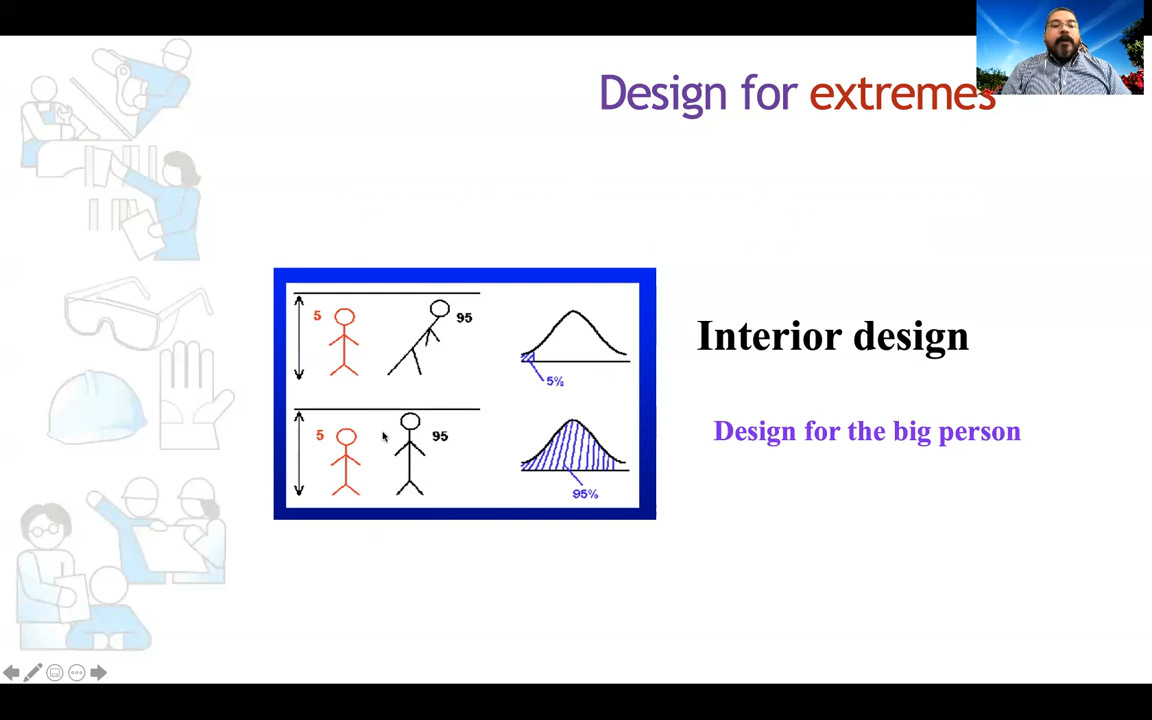 Design for extremes
5
95
5%
Interior design
Design for the big person
5
95
95%